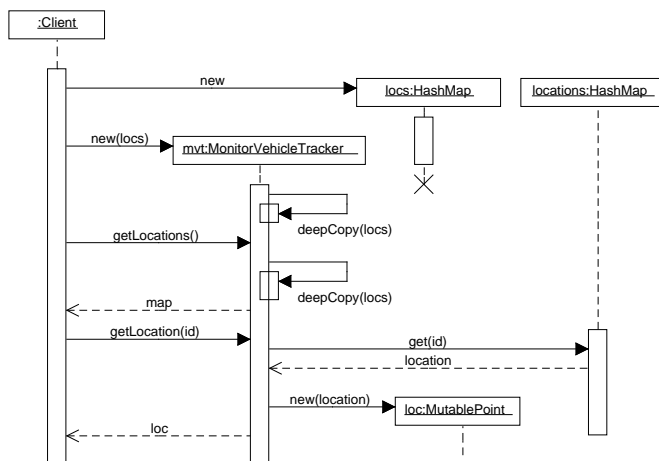 :Client
new
locs:HashMap
locations:HashMap
new(locs)
mvt:MonitorVehicleTracker
deepCopy(locs)
getLocations()
deepCopy(locs)
map
getLocation(id)
get(id)
location
new(location)
loc:MutablePoint
loc